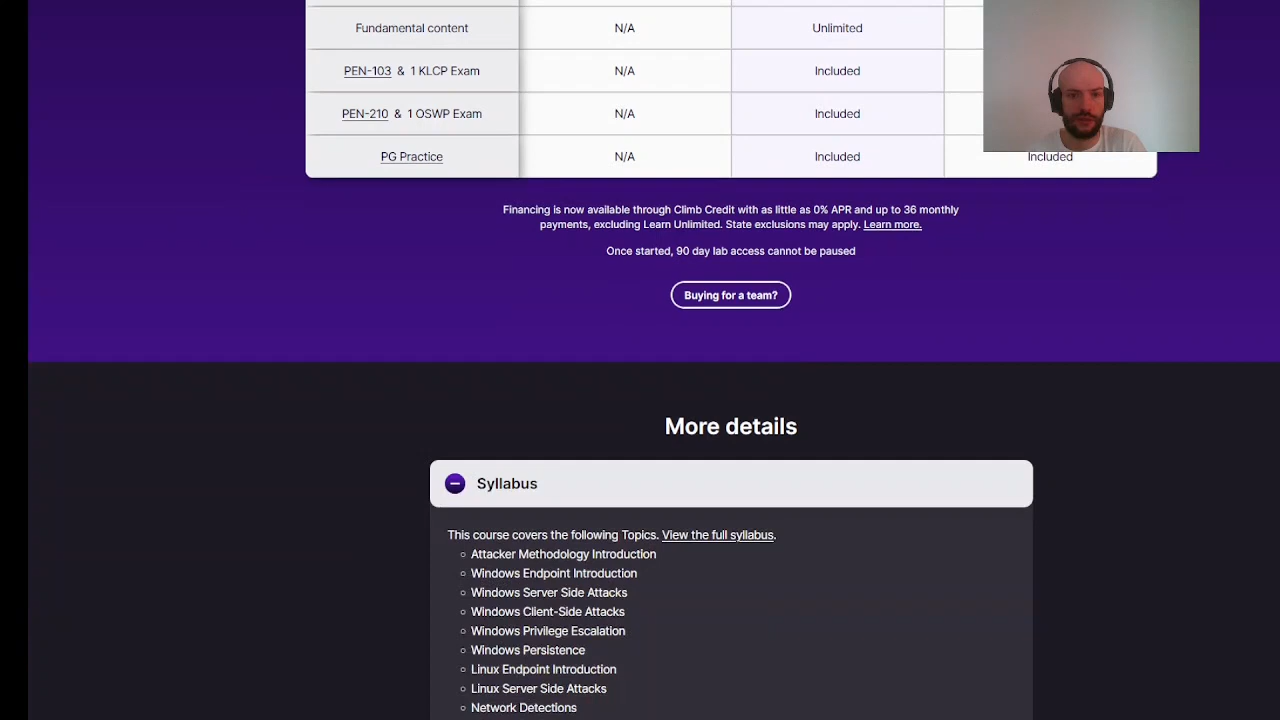 Fundamental content N/A Unlimited
PEN-103 & 1 KLCP Exam N/A Included
PEN-210 & 1 OSWP Exam N/A Included
PG Practice N/A Included Included
Financing is now available through Climb Credit with as little as 0% APR and up to 36 monthly
payments, excluding Learn Unlimited. State exclusions may apply. Learn more.
Once started, 90 day lab access cannot be paused
Buying for a team?
More details
Syllabus
This course covers the following Topics. View the full syllabus.
Attacker Methodology Introduction
Windows Endpoint Introduction
Windows Server Side Attacks
Windows Client-Side Attacks
Windows Privilege Escalation
Windows Persistence
Linux Endpoint Introduction
Linux Server Side Attacks
Network Detections